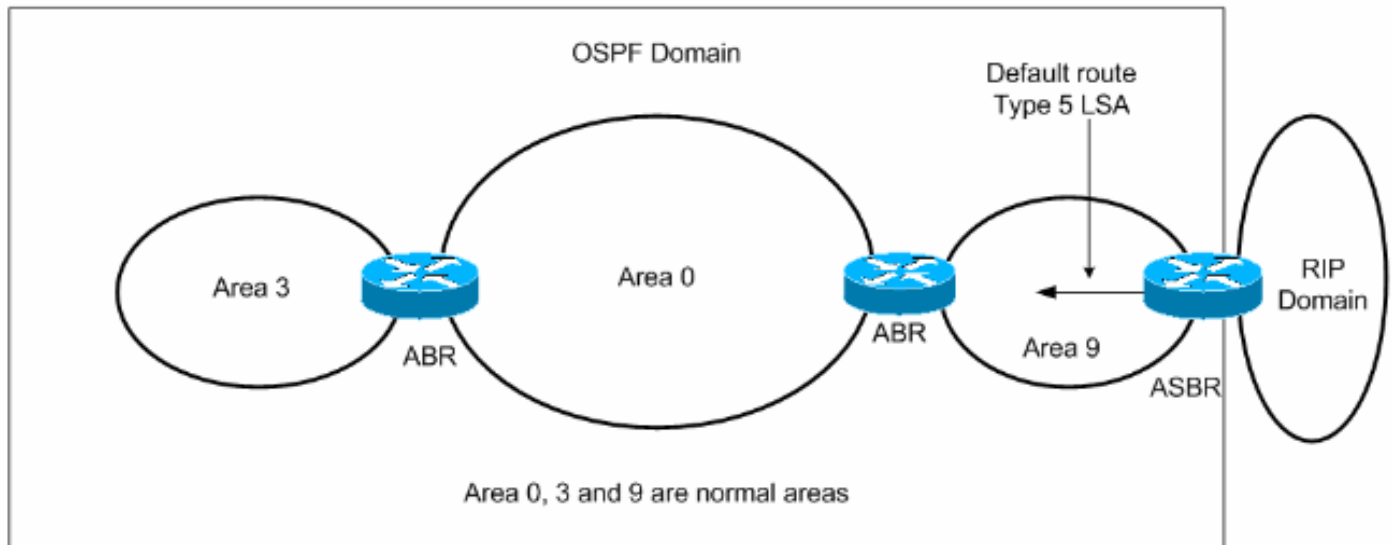 OSPF Domain
Default route
Type 5 LSA
Area 3
Area 0
RIP
Domain
ABR
ABR
Area 9
ASBR
Area 0, 3 and 9 are normal areas